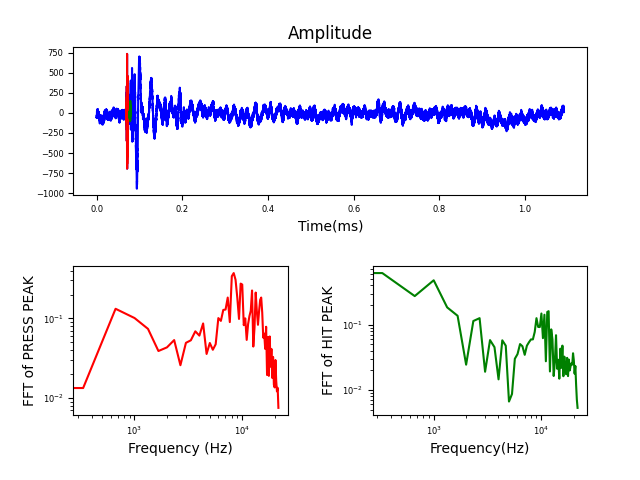 Amplitude
750
500
250
0
−250
−500
−750
−1000
0.0 0.2 0.4 0.6 0.8 1.0
Time(ms)
FFT of PRESS PEAK
10⁻¹
10⁻²
10³ 10⁴
Frequency (Hz)
FFT of HIT PEAK
10⁻¹
10⁻²
10³ 10⁴
Frequency(Hz)